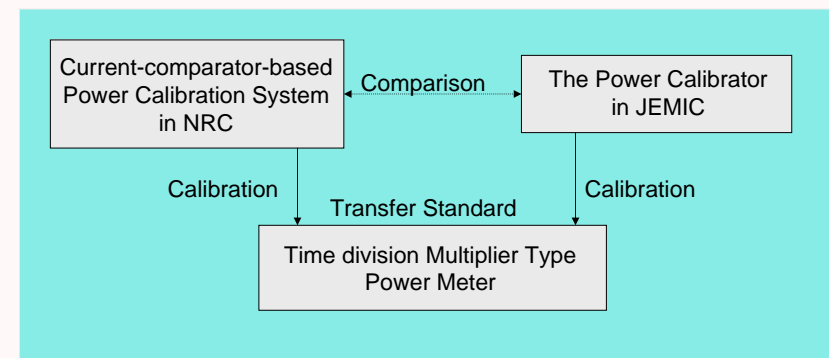 Current-comparator-based
Power Calibration System
in NRC
Comparison
The Power Calibrator
in JEMIC
Calibration
Calibration
Transfer Standard
Time division Multiplier Type
Power Meter